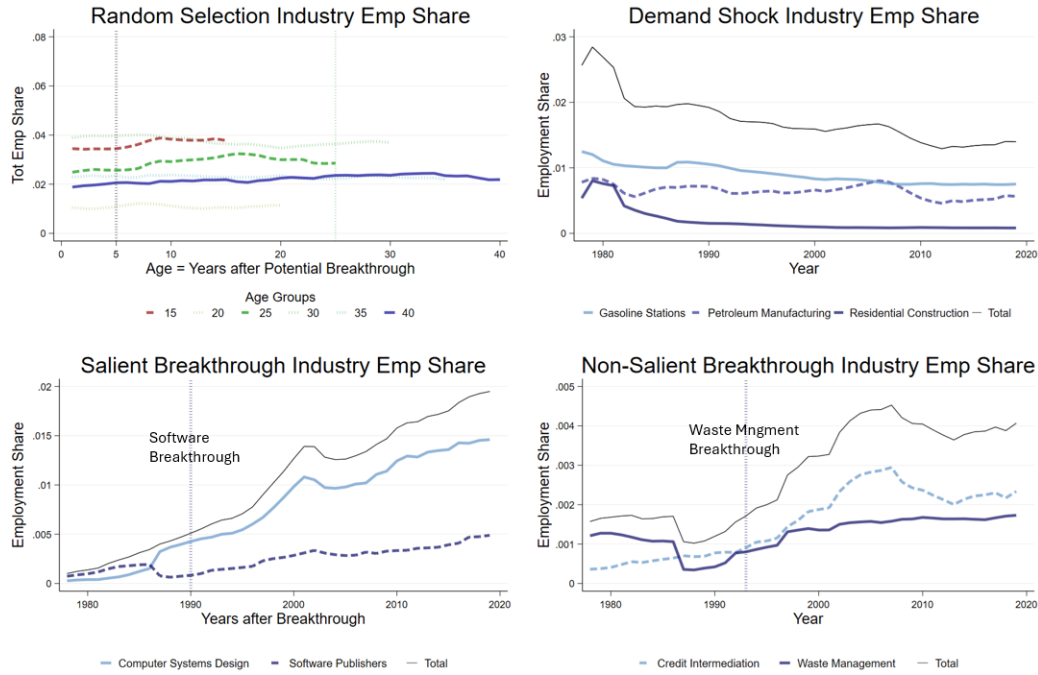 Random Selection Industry Emp Share
Tot Emp Share
.08
.06
.04
.02
0
0 5 10 20 30 40
Age = Years after Potential Breakthrough
Age Groups
15 20 25 30 35 40
Demand Shock Industry Emp Share
Employment Share
.03
.02
.01
0
1980 1990 2000 2010 2020
Year
Gasoline Stations Petroleum Manufacturing Residential Construction Total
Salient Breakthrough Industry Emp Share
Employment Share
.02
.015
.01
.005
0
Software
Breakthrough
1980 1990 2000 2010 2020
Years after Breakthrough
Computer Systems Design Software Publishers Total
Non-Salient Breakthrough Industry Emp Share
Employment Share
.005
.004
.003
.002
.001
0
Waste Mngment
Breakthrough
1980 1990 2000 2010 2020
Year
Credit Intermediation Waste Management Total